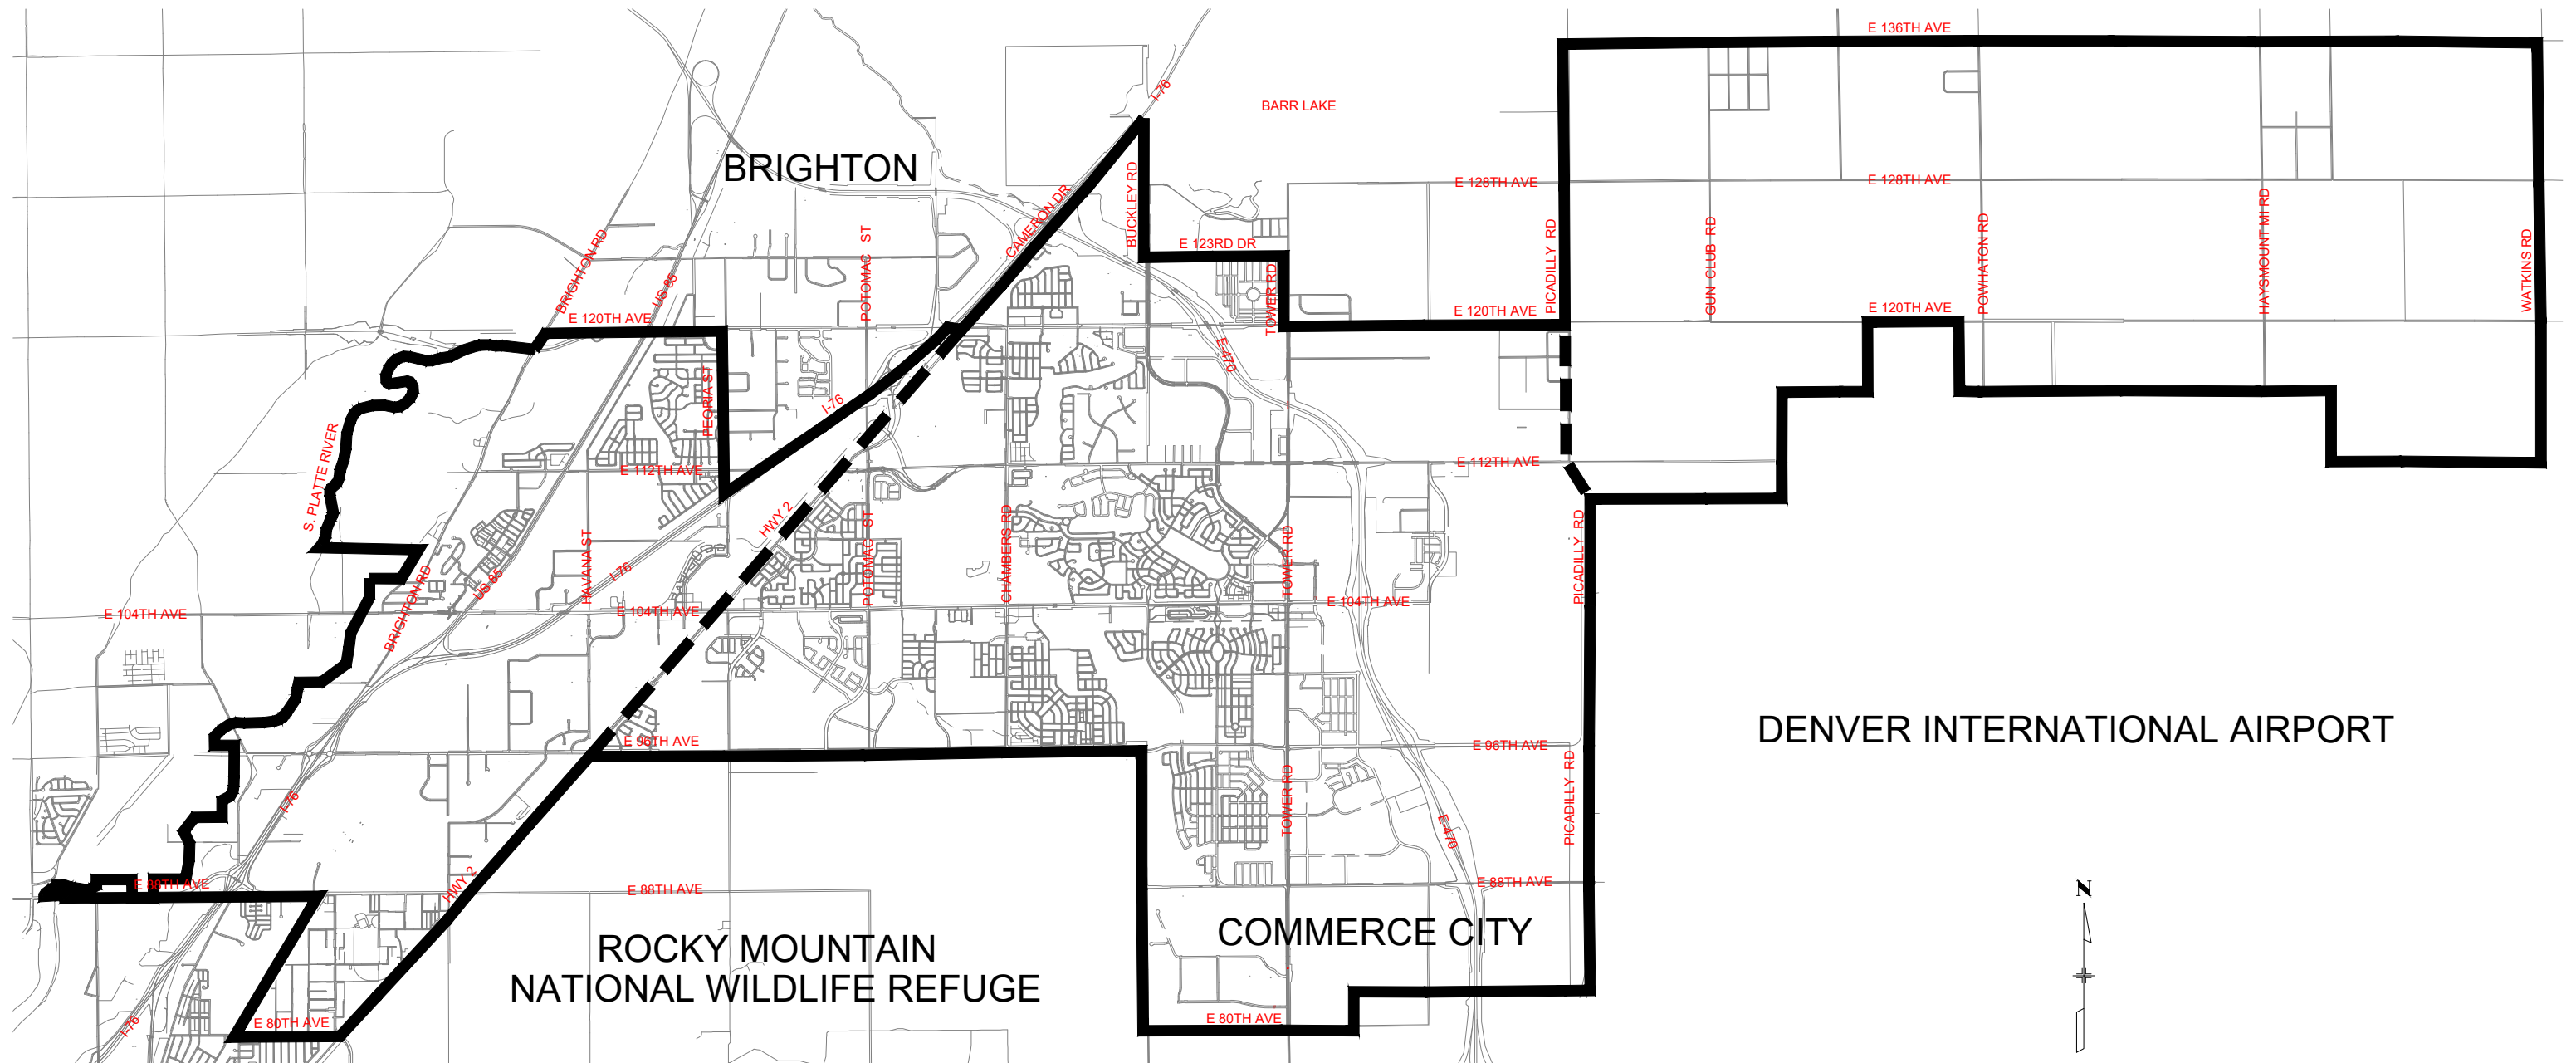 E 136TH AVE
I-76
BARR LAKE
BRIGHTON
BUCKLEY RD
E 128TH AVE
E 128TH AVE
CAMERON DR
HAYSMOUNT MI RD
GUN CLUB RD
POWHATON RD
PICADILLY RD
WATKINS RD
POTOMAC ST
BRIGHTON RD
E 123RD DR
US 85
TOWER RD
E 120TH AVE
E 120TH AVE
E 120TH AVE
E-470
PEORIA ST
I-76
S. PLATTE RIVER
E 112TH AVE
E 112TH AVE
HWY 2
POTOMAC ST
CHAMBERS RD
TOWER RD
PICADILLY RD
HAVANA ST
I-76
US 85
BRIGHTON RD
E 104TH AVE
E 104TH AVE
E 104TH AVE
DENVER INTERNATIONAL AIRPORT
E 96TH AVE
E 96TH AVE
TOWER RD
PICADILLY RD
I-76
E-470
E 88TH AVE
HWY 2
E 88TH AVE
E 88TH AVE
N
COMMERCE CITY
ROCKY MOUNTAIN
NATIONAL WILDLIFE REFUGE
I-76
E 80TH AVE
E 80TH AVE